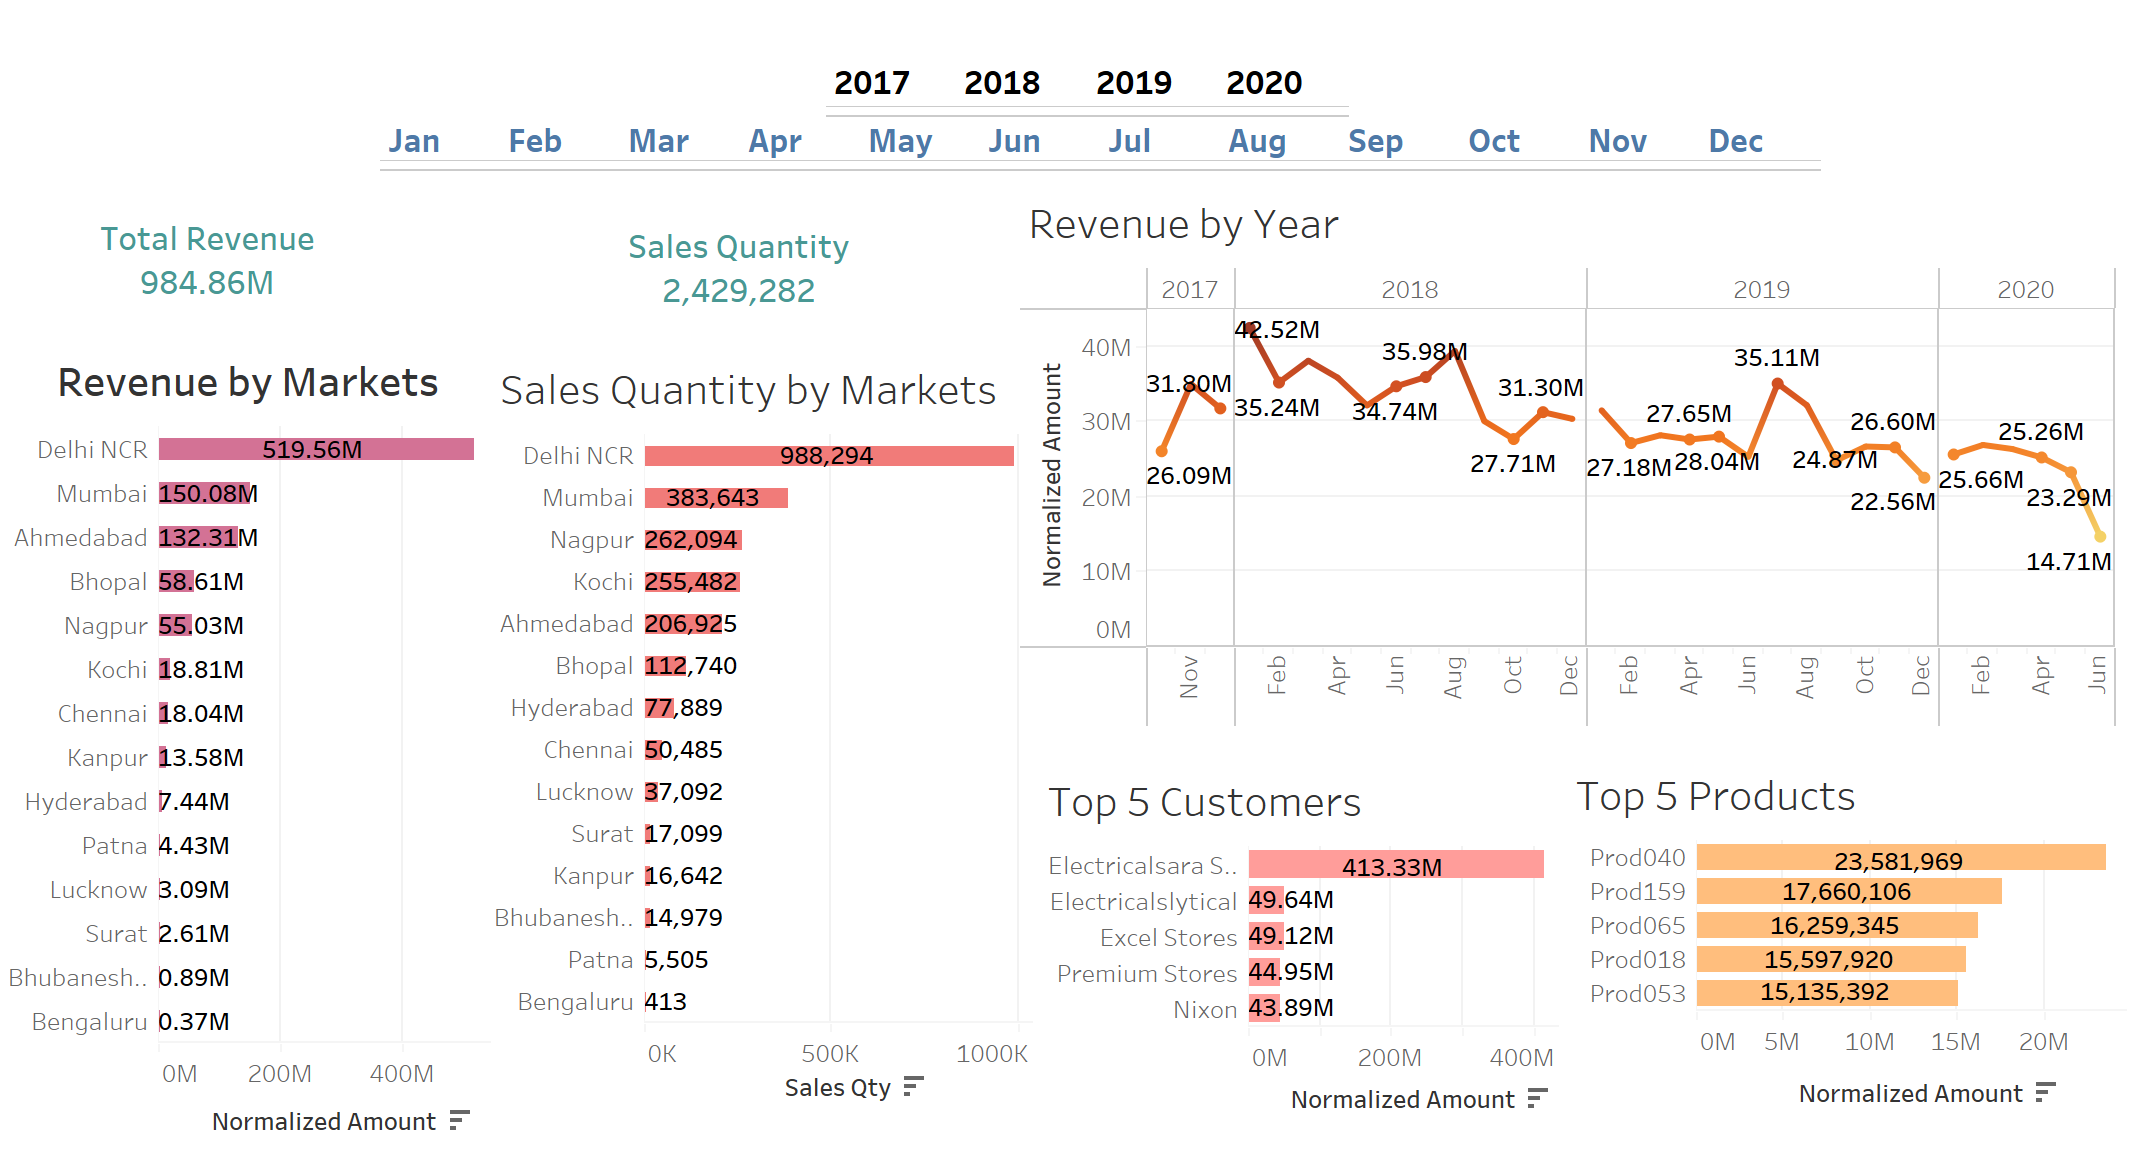 2017 2018 2019 2020
Jan Feb Mar Apr May Jun Jul Aug Sep Oct Nov Dec
Total Revenue
984.86M
Sales Quantity
2,429,282
Revenue by Markets
Delhi NCR 519.56M
Mumbai 150.08M
Ahmedabad 132.31M
Bhopal 58.61M
Nagpur 55.03M
Kochi 18.81M
Chennai 18.04M
Kanpur 13.58M
Hyderabad 7.44M
Patna 4.43M
Lucknow 3.09M
Surat 2.61M
Bhubanesh.. 0.89M
Bengaluru 0.37M
0M 200M 400M
Normalized Amount
Sales Quantity by Markets
Delhi NCR 988,294
Mumbai 383,643
Nagpur 262,094
Kochi 255,482
Ahmedabad 206,925
Bhopal 112,740
Hyderabad 77,889
Chennai 50,485
Lucknow 37,092
Surat 17,099
Kanpur 16,642
Bhubanesh.. 14,979
Patna 5,505
Bengaluru 413
0K 500K 1000K
Sales Qty
Revenue by Year
2017 2018 2019 2020
Normalized Amount
40M
30M
20M
10M
0M
31.80M
26.09M
42.52M
35.24M
35.98M
34.74M
31.30M
27.71M
27.18M
27.65M
28.04M
35.11M
24.87M
26.60M
22.56M
25.66M
25.26M
23.29M
14.71M
Nov Feb Apr Jun Aug Oct Dec Feb Apr Jun Aug Oct Dec Feb Apr Jun
Top 5 Customers
Electricalsara S.. 413.33M
Electricalslytical 49.64M
Excel Stores 49.12M
Premium Stores 44.95M
Nixon 43.89M
0M 200M 400M
Normalized Amount
Top 5 Products
Prod040 23,581,969
Prod159 17,660,106
Prod065 16,259,345
Prod018 15,597,920
Prod053 15,135,392
0M 5M 10M 15M 20M
Normalized Amount